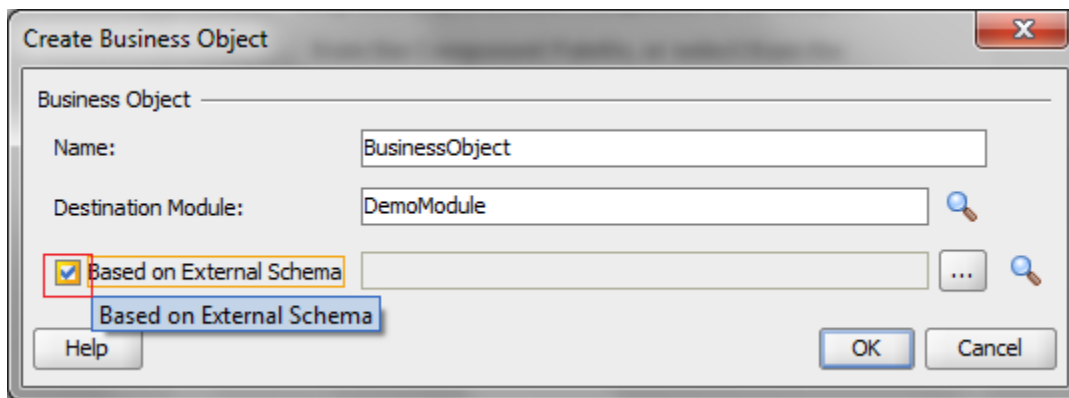 Create Business Object
Business Object
Name: BusinessObject
Destination Module: DemoModule
Based on External Schema ...
Based on External Schema
Help OK Cancel